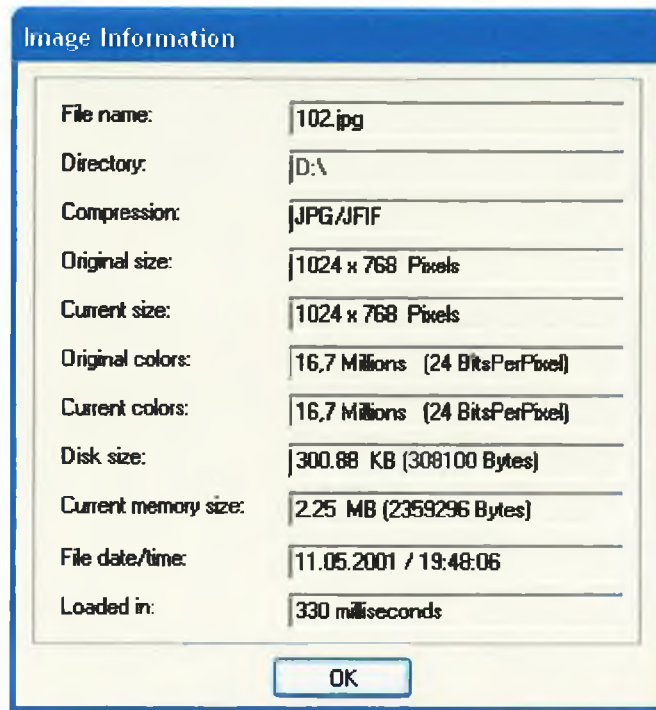 Image Information
File name: 102.jpg
Directory: D:\
Compression: JPG/JFIF
Original size: 1024 x 768 Pixels
Current size: 1024 x 768 Pixels
Original colors: 16,7 Millions (24 BitsPerPixel)
Current colors: 16,7 Millions (24 BitsPerPixel)
Disk size: 300.88 KB (308100 Bytes)
Current memory size: 2.25 MB (2359296 Bytes)
File date/time: 11.05.2001 / 19:48:06
Loaded in: 330 milliseconds
OK